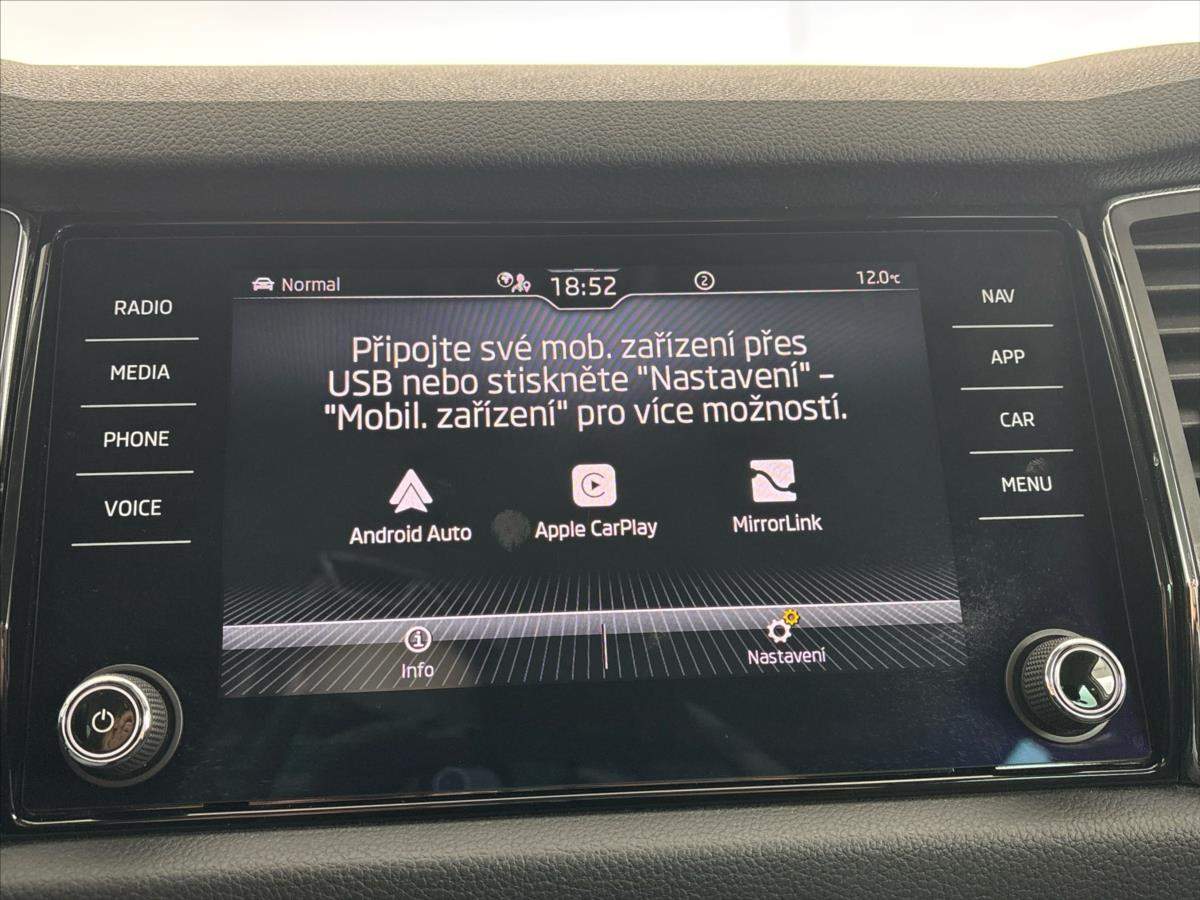 Normal
18:52
2
12.0°C
Připojte své mob. zařízení přes
USB nebo stiskněte "Nastavení" –
"Mobil. zařízení" pro více možností.
Android Auto
Apple CarPlay
MirrorLink
Info
Nastavení
RADIO
MEDIA
PHONE
VOICE
NAV
APP
CAR
MENU